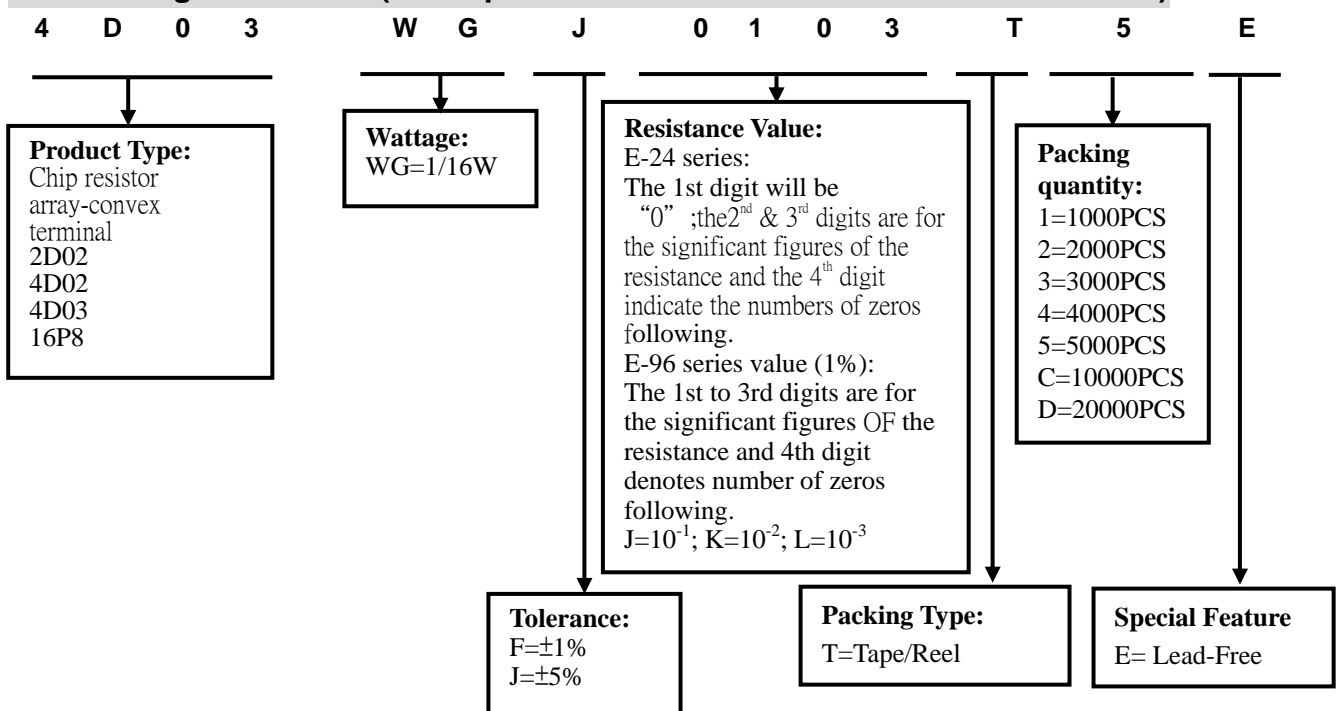 4 D 0 3 W G J 0 1 0 3 T 5 E
Product Type:
Chip resistor
array-convex
terminal
2D02
4D02
4D03
16P8
Wattage:
WG=1/16W
Resistance Value:
E-24 series:
The 1st digit will be
“0” ;the2nd & 3rd digits are for
the significant figures of the
resistance and the 4th digit
indicate the numbers of zeros
following.
E-96 series value (1%):
The 1st to 3rd digits are for
the significant figures OF the
resistance and 4th digit
denotes number of zeros
following.
J=10-1; K=10-2; L=10-3
Packing
quantity:
1=1000PCS
2=2000PCS
3=3000PCS
4=4000PCS
5=5000PCS
C=10000PCS
D=20000PCS
Tolerance:
F=±1%
J=±5%
Packing Type:
T=Tape/Reel
Special Feature
E= Lead-Free